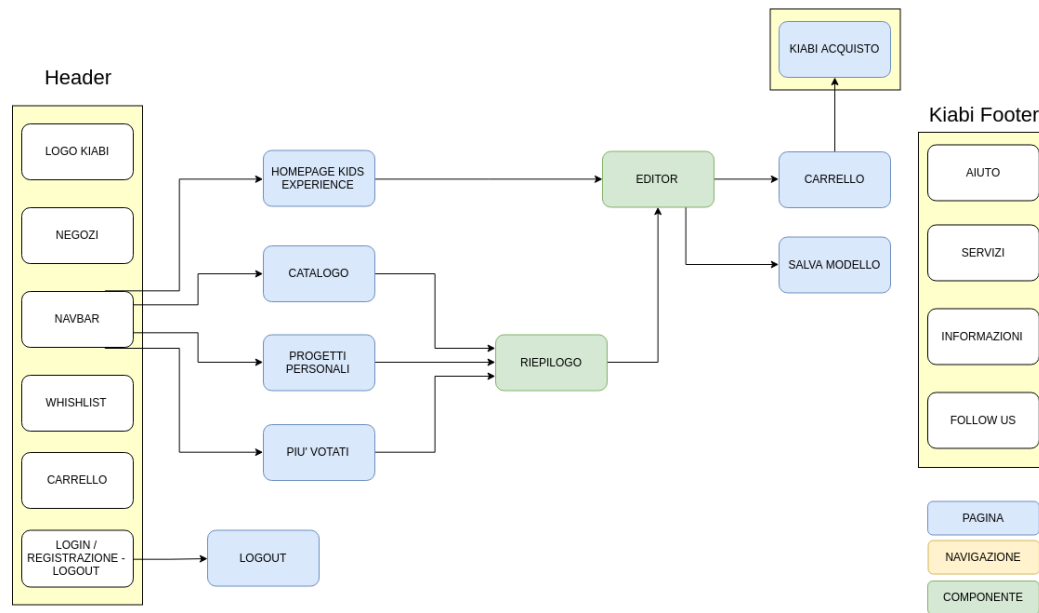 Header
LOGO KIABI
NEGOZI
NAVBAR
WHISHLIST
CARRELLO
LOGIN /
REGISTRAZIONE -
LOGOUT
HOMEPAGE KIDS
EXPERIENCE
CATALOGO
PROGETTI
PERSONALI
PIU' VOTATI
LOGOUT
RIEPILOGO
EDITOR
KIABI ACQUISTO
CARRELLO
SALVA MODELLO
Kiabi Footer
AIUTO
SERVIZI
INFORMAZIONI
FOLLOW US
PAGINA
NAVIGAZIONE
COMPONENTE